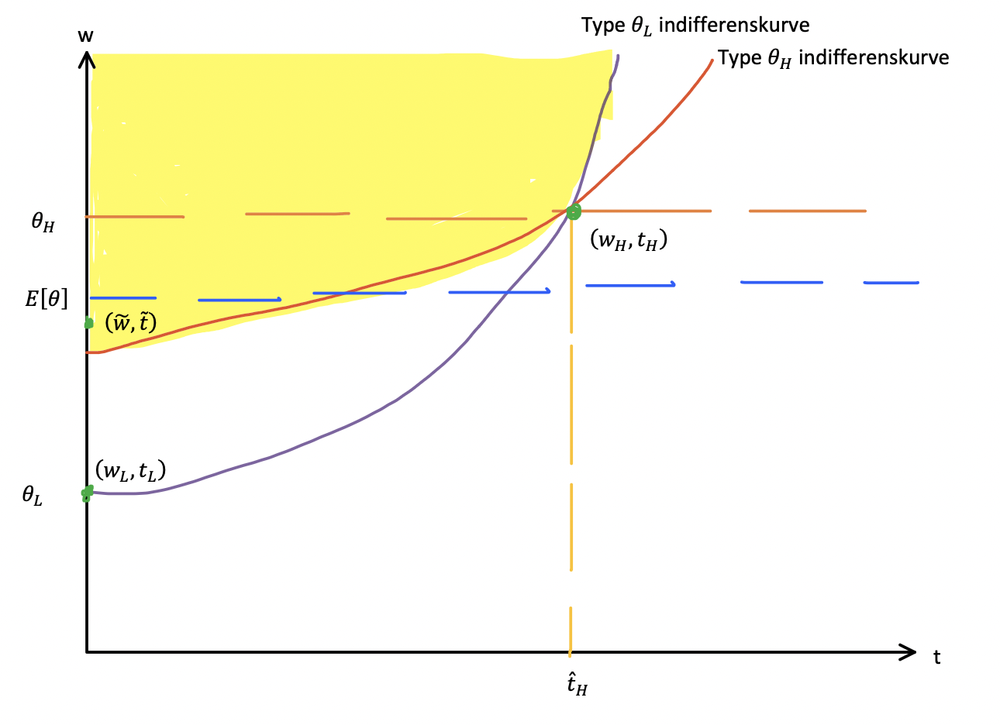 Type θ_L indifferenskurve
w
Type θ_H indifferenskurve
θ_H
(w_H, t_H)
E[θ]
(w̃, t̃)
(w_L, t_L)
θ_L
t
t̂_H